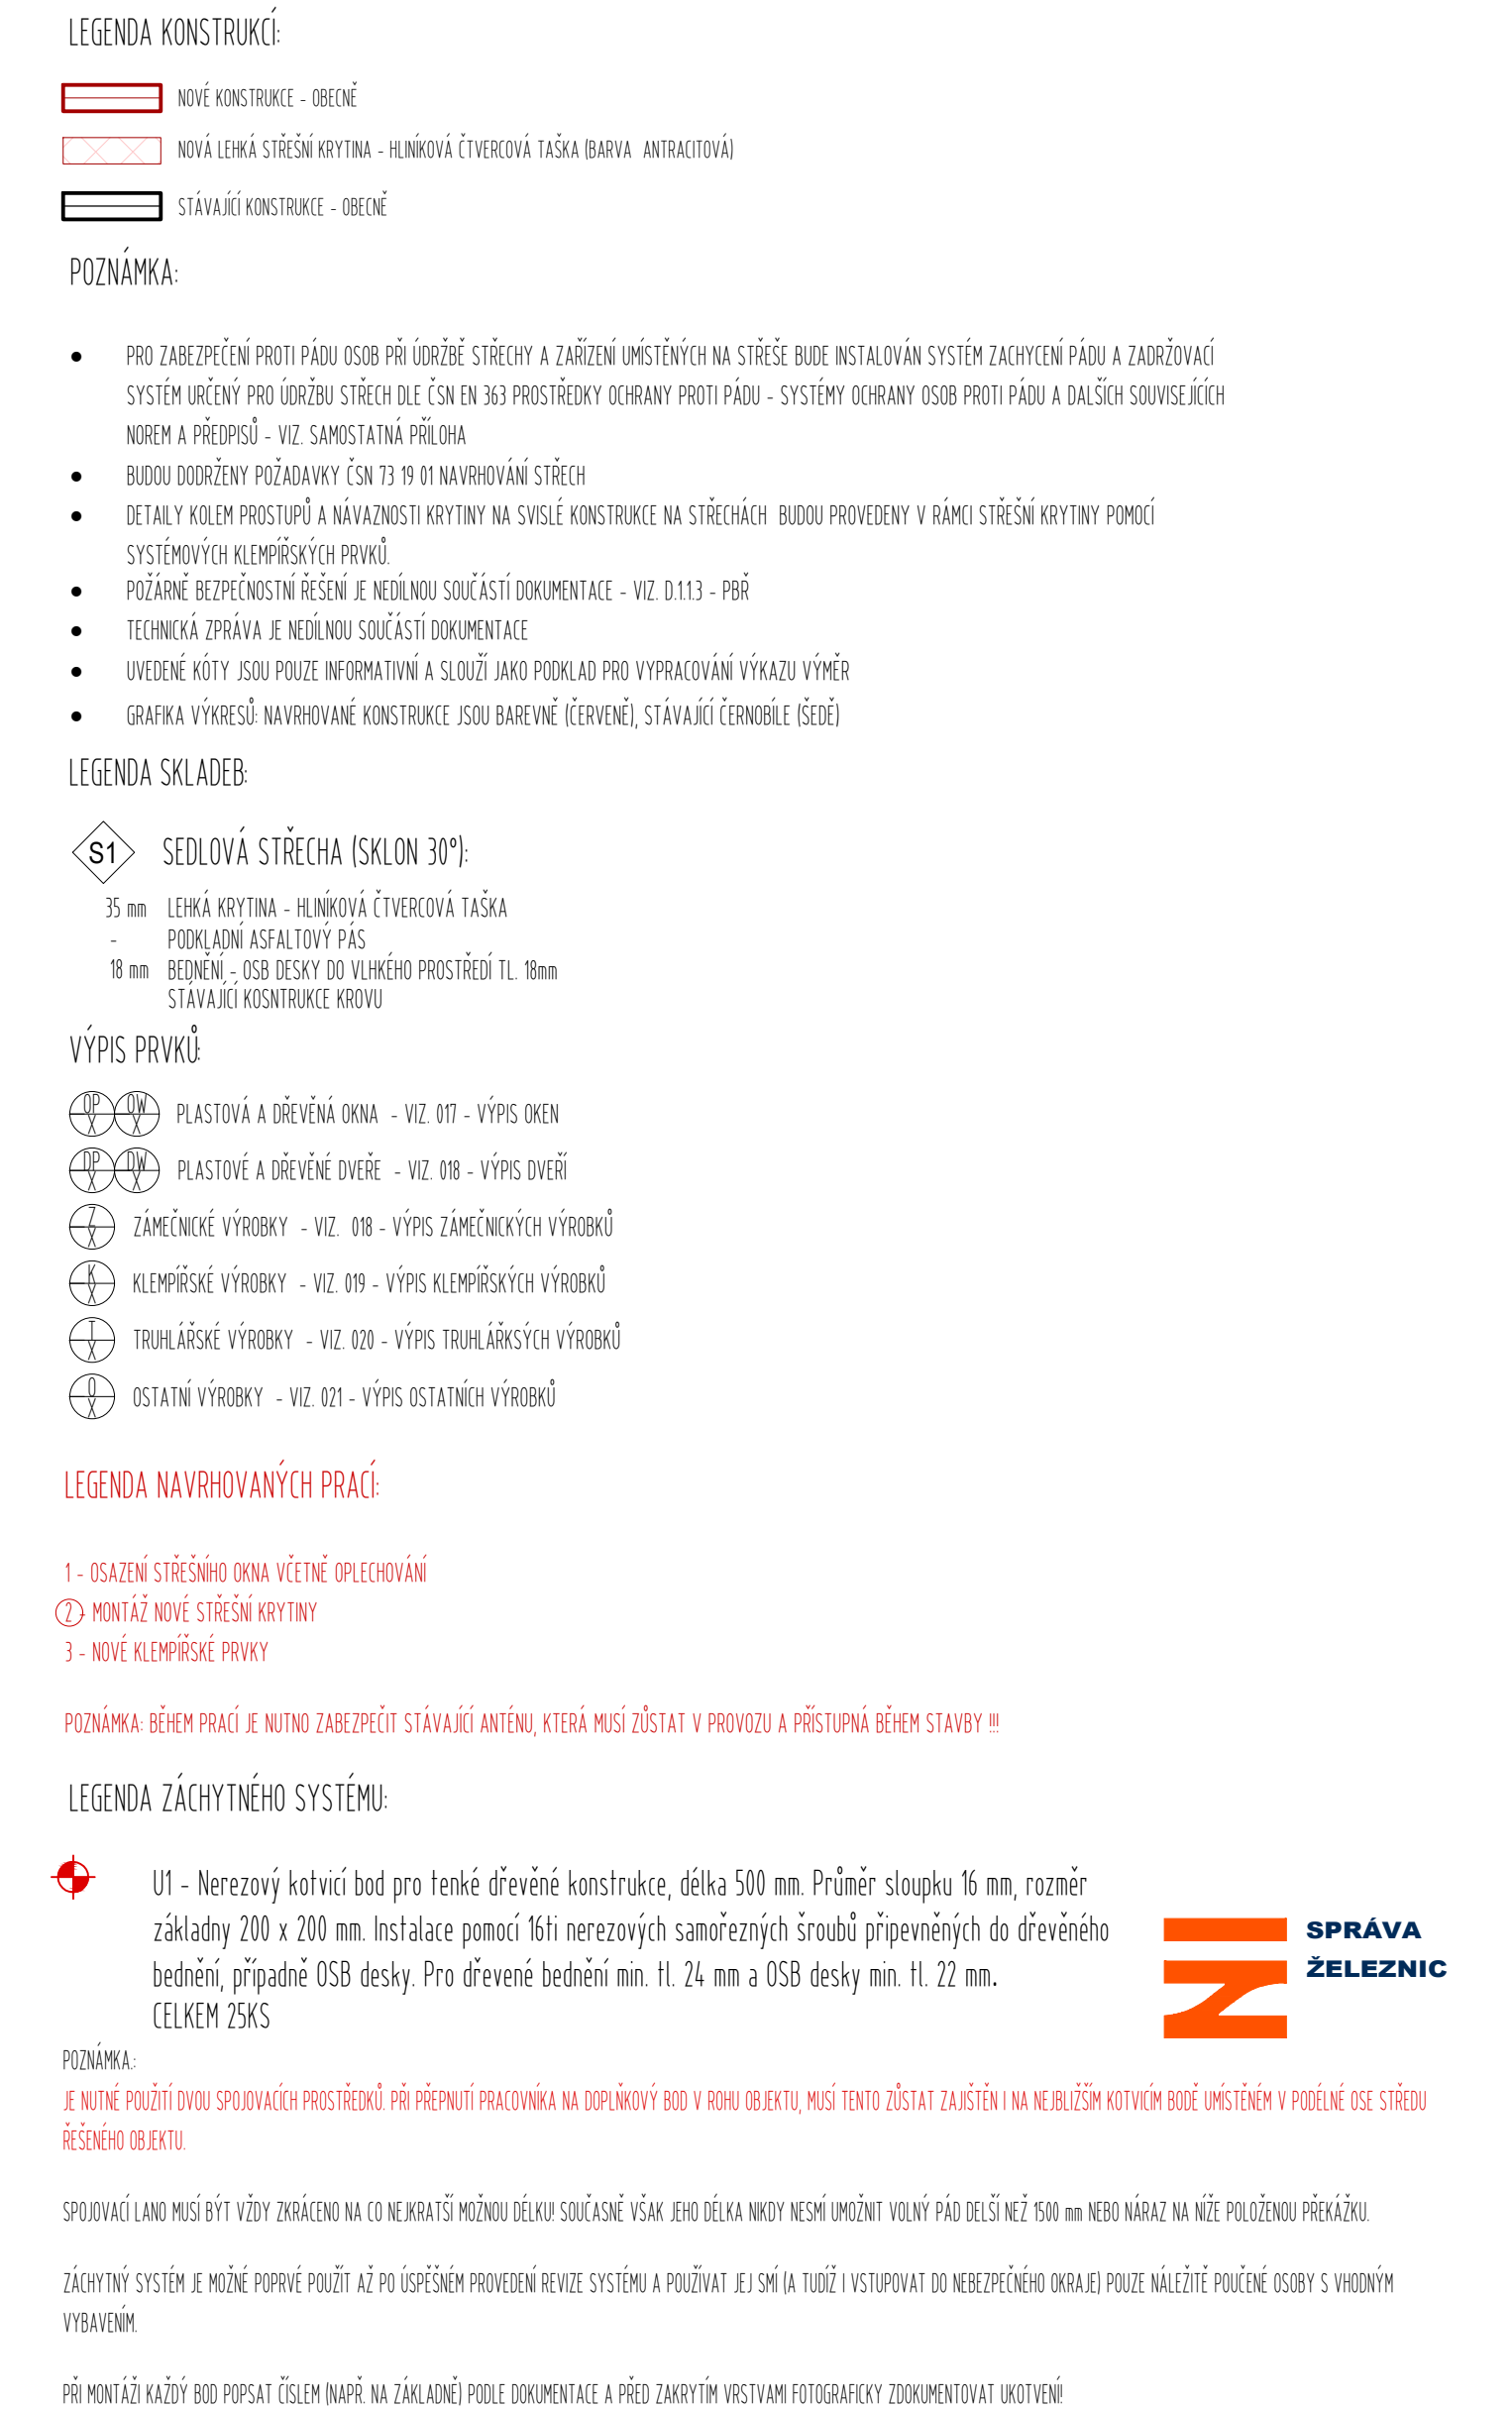 LEGENDA KONSTRUKCÍ:
NOVÉ KONSTRUKCE - OBECNĚ
NOVÁ LEHKÁ STŘEŠNÍ KRYTINA - HLINÍKOVÁ ČTVERCOVÁ TAŠKA (BARVA ANTRACITOVÁ)
STÁVAJÍCÍ KONSTRUKCE - OBECNĚ
POZNÁMKA:
• PRO ZABEZPEČENÍ PROTI PÁDU OSOB PŘI ÚDRŽBĚ STŘECHY A ZAŘÍZENÍ UMÍSTĚNÝCH NA STŘEŠE BUDE INSTALOVÁN SYSTÉM ZACHYCENÍ PÁDU A ZADRŽOVACÍ
SYSTÉM URČENÝ PRO ÚDRŽBU STŘECH DLE ČSN EN 363 PROSTŘEDKY OCHRANY PROTI PÁDU - SYSTÉMY OCHRANY OSOB PROTI PÁDU A DALŠÍCH SOUVISEJÍCÍCH
NOREM A PŘEDPISŮ - VIZ. SAMOSTATNÁ PŘÍLOHA
• BUDOU DODRŽENY POŽADAVKY ČSN 73 19 01 NAVRHOVÁNÍ STŘECH
• DETAILY KOLEM PROSTUPŮ A NÁVAZNOSTI KRYTINY NA SVISLÉ KONSTRUKCE NA STŘECHÁCH BUDOU PROVEDENY V RÁMCI STŘEŠNÍ KRYTINY POMOCÍ
SYSTÉMOVÝCH KLEMPÍŘSKÝCH PRVKŮ.
• POŽÁRNĚ BEZPEČNOSTNÍ ŘEŠENÍ JE NEDÍLNOU SOUČÁSTÍ DOKUMENTACE - VIZ. D.1.1.3 - PBŘ
• TECHNICKÁ ZPRÁVA JE NEDÍLNOU SOUČÁSTÍ DOKUMENTACE
• UVEDENÉ KÓTY JSOU POUZE INFORMATIVNÍ A SLOUŽÍ JAKO PODKLAD PRO VYPRACOVÁNÍ VÝKAZU VÝMĚR
• GRAFIKA VÝKRESŮ: NAVRHOVANÉ KONSTRUKCE JSOU BAREVNĚ (ČERVENĚ), STÁVAJÍCÍ ČERNOBÍLE (ŠEDĚ)
LEGENDA SKLADEB:
S1 SEDLOVÁ STŘECHA (SKLON 30°):
35 mm LEHKÁ KRYTINA - HLINÍKOVÁ ČTVERCOVÁ TAŠKA
- PODKLADNÍ ASFALTOVÝ PÁS
18 mm BEDNĚNÍ - OSB DESKY DO VLHKÉHO PROSTŘEDÍ TL. 18mm
STÁVAJÍCÍ KOSNTRUKCE KROVU
VÝPIS PRVKŮ:
OP X OW X PLASTOVÁ A DŘEVĚNÁ OKNA - VIZ. 017 - VÝPIS OKEN
DP X DW X PLASTOVÉ A DŘEVĚNÉ DVEŘE - VIZ. 018 - VÝPIS DVEŘÍ
Z X ZÁMEČNICKÉ VÝROBKY - VIZ. 018 - VÝPIS ZÁMEČNICKÝCH VÝROBKŮ
K X KLEMPÍŘSKÉ VÝROBKY - VIZ. 019 - VÝPIS KLEMPÍŘSKÝCH VÝROBKŮ
T X TRUHLÁŘSKÉ VÝROBKY - VIZ. 020 - VÝPIS TRUHLÁŘKSÝCH VÝROBKŮ
O X OSTATNÍ VÝROBKY - VIZ. 021 - VÝPIS OSTATNÍCH VÝROBKŮ
LEGENDA NAVRHOVANÝCH PRACÍ:
1 - OSAZENÍ STŘEŠNÍHO OKNA VČETNĚ OPLECHOVÁNÍ
2 - MONTÁŽ NOVÉ STŘEŠNÍ KRYTINY
3 - NOVÉ KLEMPÍŘSKÉ PRVKY
POZNÁMKA: BĚHEM PRACÍ JE NUTNO ZABEZPEČIT STÁVAJÍCÍ ANTÉNU, KTERÁ MUSÍ ZŮSTAT V PROVOZU A PŘÍSTUPNÁ BĚHEM STAVBY !!!
LEGENDA ZÁCHYTNÉHO SYSTÉMU:
U1 - Nerezový kotvicí bod pro tenké dřevěné konstrukce, délka 500 mm. Průměr sloupku 16 mm, rozměr
základny 200 x 200 mm. Instalace pomocí 16ti nerezových samořezných šroubů připevněných do dřevěného
bednění, případně OSB desky. Pro dřevené bednění min. tl. 24 mm a OSB desky min. tl. 22 mm.
CELKEM 25KS
SPRÁVA
ŽELEZNIC
POZNÁMKA.:
JE NUTNÉ POUŽITÍ DVOU SPOJOVACÍCH PROSTŘEDKŮ. PŘI PŘEPNUTÍ PRACOVNÍKA NA DOPLŇKOVÝ BOD V ROHU OBJEKTU, MUSÍ TENTO ZŮSTAT ZAJIŠTĚN I NA NEJBLIŽŠÍM KOTVICÍM BODĚ UMÍSTĚNÉM V PODÉLNÉ OSE STŘEDU
ŘEŠENÉHO OBJEKTU.
SPOJOVACÍ LANO MUSÍ BÝT VŽDY ZKRÁCENO NA CO NEJKRATŠÍ MOŽNOU DÉLKU! SOUČASNĚ VŠAK JEHO DÉLKA NIKDY NESMÍ UMOŽNIT VOLNÝ PÁD DELŠÍ NEŽ 1500 mm NEBO NÁRAZ NA NÍŽE POLOŽENOU PŘEKÁŽKU.
ZÁCHYTNÝ SYSTÉM JE MOŽNÉ POPRVÉ POUŽÍT AŽ PO ÚSPĚŠNÉM PROVEDENÍ REVIZE SYSTÉMU A POUŽÍVAT JEJ SMÍ (A TUDÍŽ I VSTUPOVAT DO NEBEZPEČNÉHO OKRAJE) POUZE NÁLEŽITĚ POUČENÉ OSOBY S VHODNÝM
VYBAVENÍM.
PŘI MONTÁŽI KAŽDÝ BOD POPSAT ČÍSLEM (NAPŘ. NA ZÁKLADNĚ) PODLE DOKUMENTACE A PŘED ZAKRYTÍM VRSTVAMI FOTOGRAFICKY ZDOKUMENTOVAT UKOTVENÍ!